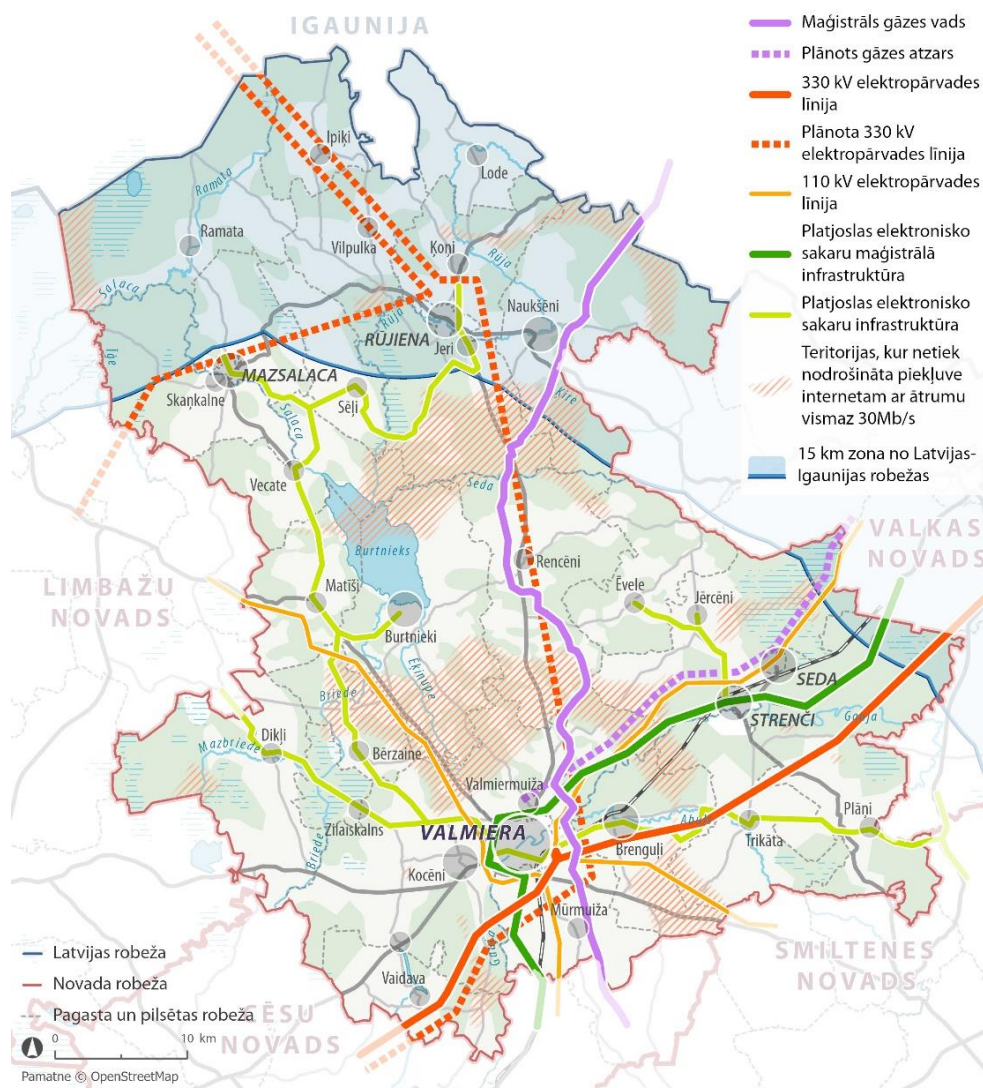 IGAUNIJA
Maģistrāls gāzes vads
Plānots gāzes atzars
330 kV elektropārvades
līnija
Plānota 330 kV
elektropārvades līnija
110 kV elektropārvades
līnija
Platjoslas elektronisko
sakaru maģistrālā
infrastruktūra
Platjoslas elektronisko
sakaru infrastruktūra
Teritorijas, kur netiek
nodrošināta piekļuve
internetam ar ātrumu
vismaz 30Mb/s
15 km zona no Latvijas-
Igaunijas robežas
Ipiķi
Lode
Ramata
Ramata
Vilpulka
Ķoņi
Rūja
Salaca
Naukšēni
Rūja
RŪJIENA
Jeri
Iģe
MAZSALACA
Skaņkalne
Sēļi
Ķire
Salaca
Vecate
Seda
VALKAS
NOVADS
Burtnieks
LIMBAŽU
NOVADS
Rencēni
Matīši
Ēvele
Jērcēni
Burtnieki
Eķinupe
SEDA
Briede
STRENČI
Gauja
Mazbriede
Dikļi
Bērzaine
Valmiermuiža
Zilaiskalns
Plāņi
VALMIERA
Abuls
Trikāta
Briede
Brenguļi
Kocēni
Mūrmuiža
Gauja
SMILTENES
NOVADS
Vaidava
CĒSU
NOVADS
Latvijas robeža
Novada robeža
Pagasta un pilsētas robeža
0 10 km
Pamatne © OpenStreetMap